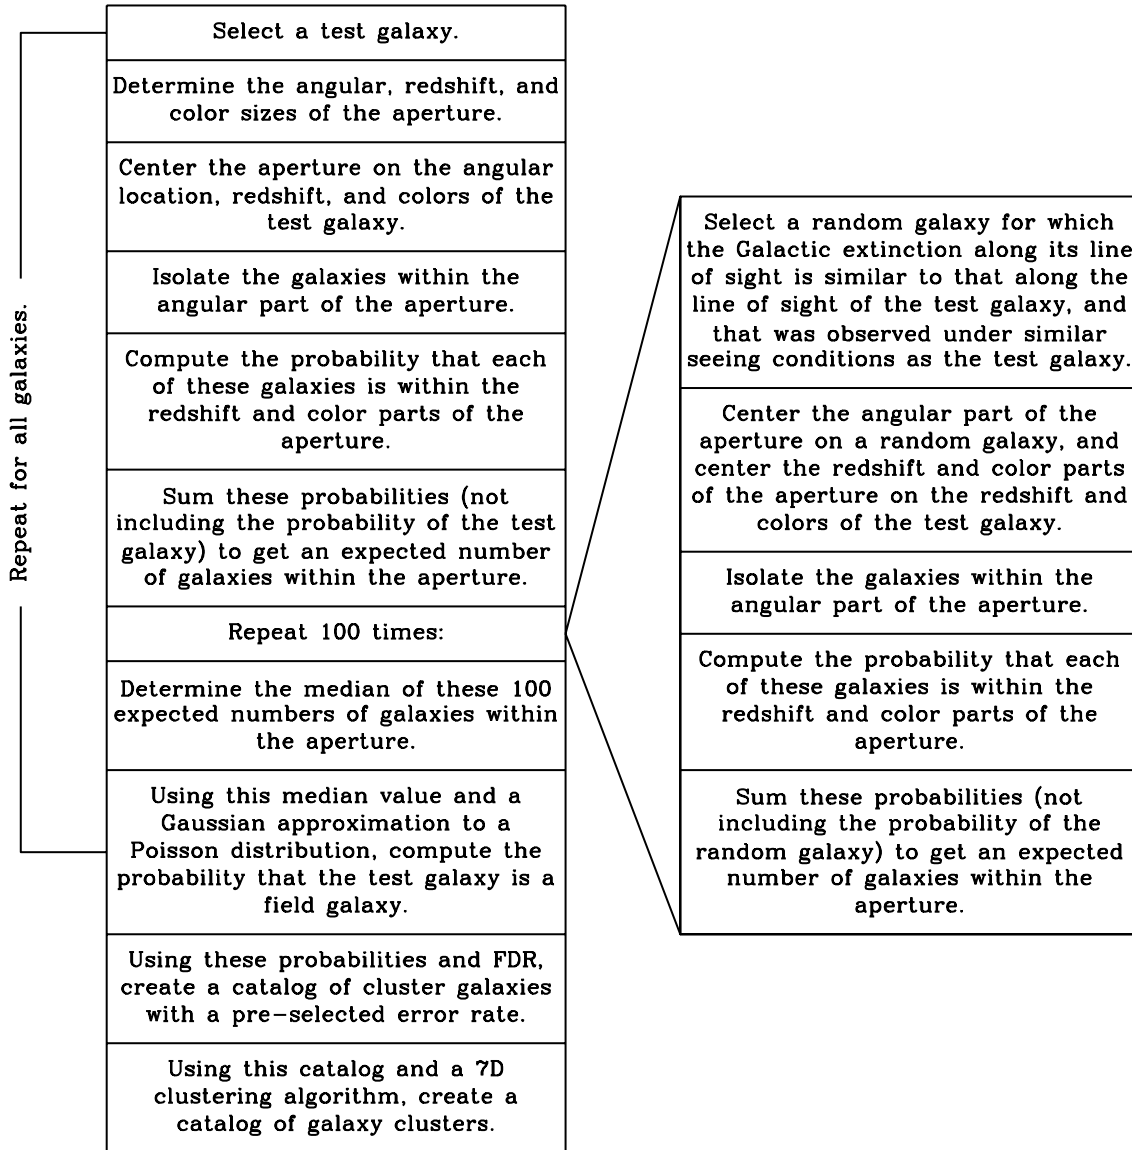 Select a test galaxy.
Determine the angular, redshift, and
color sizes of the aperture.
Center the aperture on the angular
location, redshift, and colors of the
test galaxy.
Isolate the galaxies within the
angular part of the aperture.
Compute the probability that each
of these galaxies is within the
redshift and color parts of the
aperture.
Sum these probabilities (not
including the probability of the test
galaxy) to get an expected number
of galaxies within the aperture.
Repeat 100 times:
Determine the median of these 100
expected numbers of galaxies within
the aperture.
Using this median value and a
Gaussian approximation to a
Poisson distribution, compute the
probability that the test galaxy is a
field galaxy.
Using these probabilities and FDR,
create a catalog of cluster galaxies
with a pre-selected error rate.
Using this catalog and a 7D
clustering algorithm, create a
catalog of galaxy clusters.
Repeat for all galaxies.
Select a random galaxy for which
the Galactic extinction along its line
of sight is similar to that along the
line of sight of the test galaxy, and
that was observed under similar
seeing conditions as the test galaxy.
Center the angular part of the
aperture on a random galaxy, and
center the redshift and color parts
of the aperture on the redshift and
colors of the test galaxy.
Isolate the galaxies within the
angular part of the aperture.
Compute the probability that each
of these galaxies is within the
redshift and color parts of the
aperture.
Sum these probabilities (not
including the probability of the
random galaxy) to get an expected
number of galaxies within the
aperture.